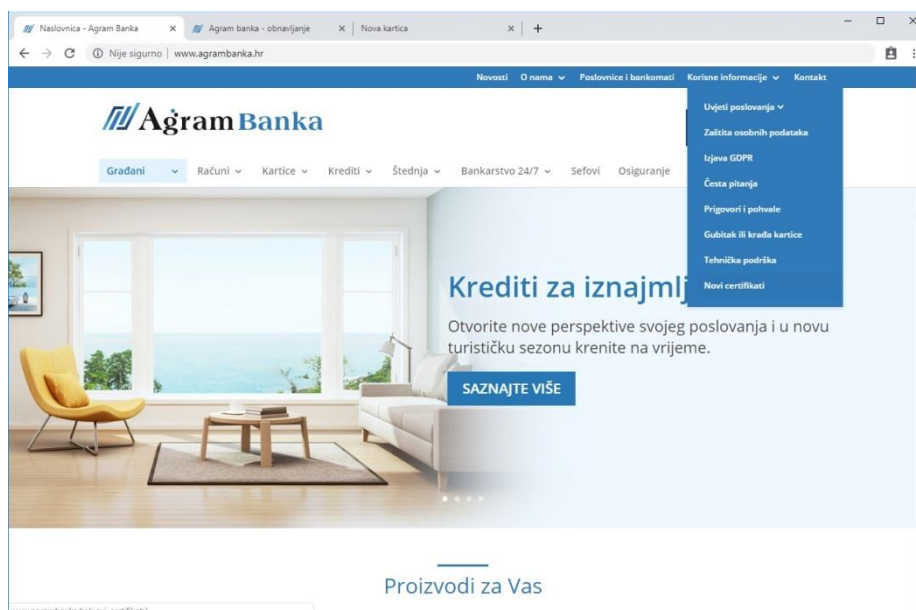 Naslovnica - Agram Banka
Agram banka - obnavljanje
Nova kartica
Nije sigurno | www.agrambanka.hr
Novosti O nama Poslovnice i bankomati Korisne informacije Kontakt
Uvjeti poslovanja
Zaštita osobnih podataka
Izjava GDPR
Česta pitanja
Prigovori i pohvale
Gubitak ili krađa kartice
Tehnička podrška
Novi certifikati
Agram Banka
Građani Računi Kartice Krediti Štednja Bankarstvo 24/7 Sefovi Osiguranje
Krediti za iznajmlj
Otvorite nove perspektive svojeg poslovanja i u novu
turističku sezonu krenite na vrijeme.
SAZNAJTE VIŠE
Proizvodi za Vas